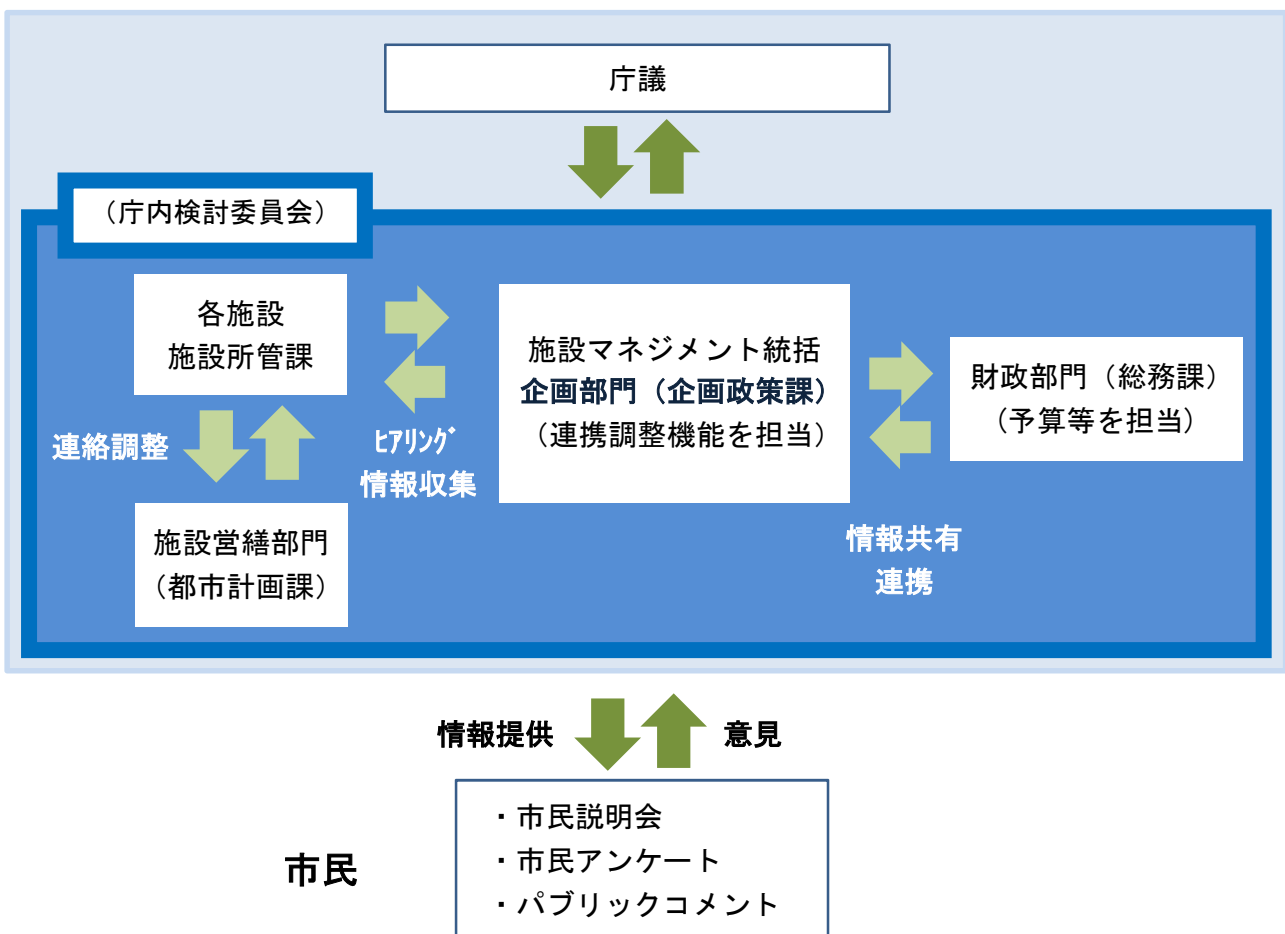 庁議
（庁内検討委員会）
各施設
施設所管課
連絡調整
施設営繕部門
（都市計画課）
ﾋｱﾘﾝｸﾞ
情報収集
施設マネジメント統括
企画部門（企画政策課）
（連携調整機能を担当）
財政部門（総務課）
（予算等を担当）
情報共有
連携
情報提供
意見
市民
・市民説明会
・市民アンケート
・パブリックコメント